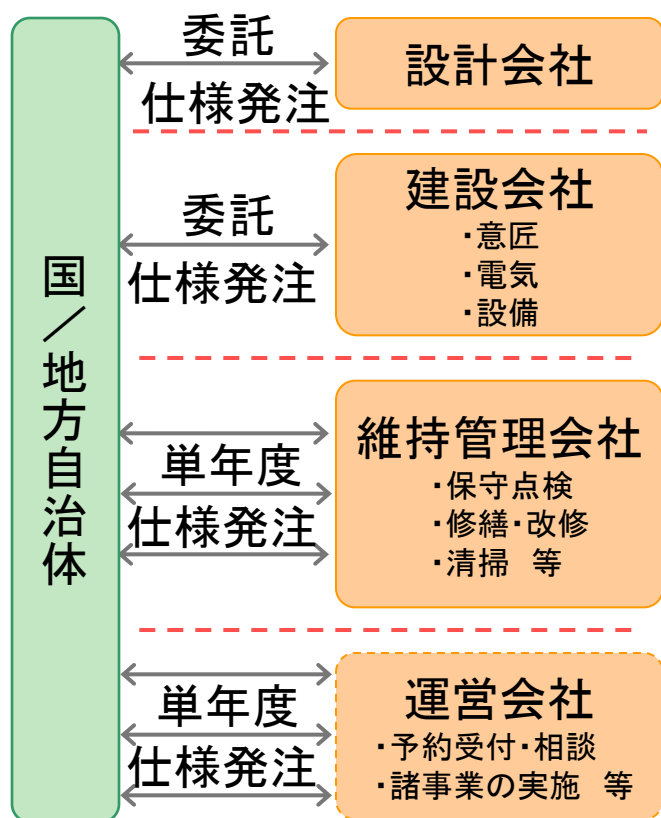 国／地方自治体
委託
仕様発注
設計会社
委託
仕様発注
建設会社
・意匠
・電気
・設備
単年度
仕様発注
維持管理会社
・保守点検
・修繕・改修
・清掃　等
単年度
仕様発注
運営会社
・予約受付・相談
・諸事業の実施　等